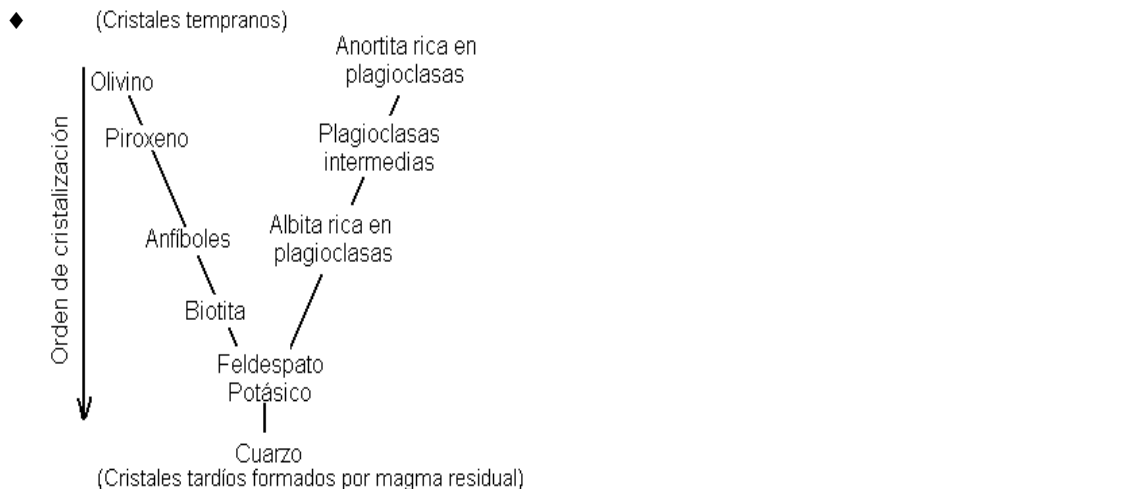 (Cristales tempranos)
Anortita rica en
plagioclasas
Olivino
Piroxeno
Plagioclasas
intermedias
Orden de cristalización
Anfíboles
Albita rica en
plagioclasas
Biotita
Feldespato
Potásico
Cuarzo
(Cristales tardíos formados por magma residual)